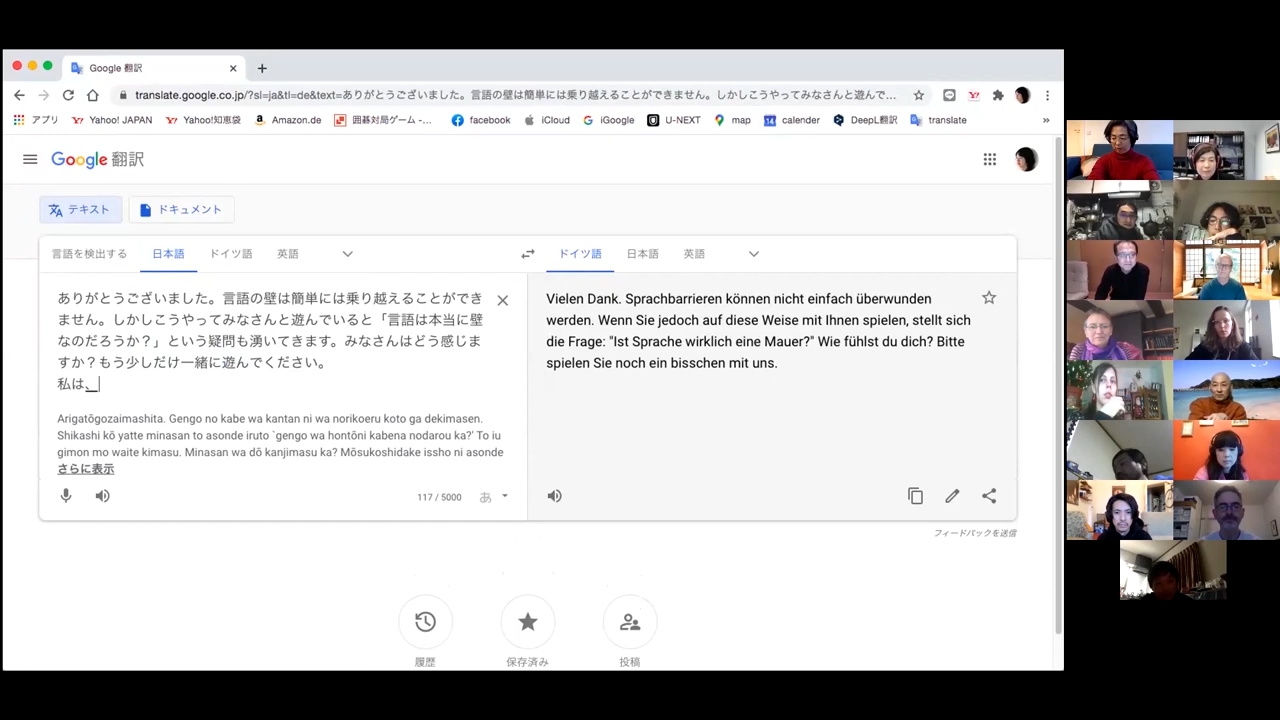 Google 翻訳
translate.google.co.jp/?sl=ja&tl=de&text=ありがとうございました。言語の壁は簡単には乗り越えることができません。しかしこうやってみなさんと遊んで...
アプリ
Yahoo! JAPAN
Yahoo!知恵袋
Amazon.de
囲碁対局ゲーム -...
facebook
iCloud
iGoogle
U-NEXT
map
calender
DeepL翻訳
translate
»
Google 翻訳
テキスト
ドキュメント
言語を検出する
日本語
ドイツ語
英語
ドイツ語
日本語
英語
ありがとうございました。言語の壁は簡単には乗り越えることができ
ません。しかしこうやってみなさんと遊んでいると「言語は本当に壁
なのだろうか？」という疑問も湧いてきます。みなさんはどう感じま
すか？もう少しだけ一緒に遊んでください。
私は、
Arigatōgozaimashita. Gengo no kabe wa kantan ni wa norikoeru koto ga dekimasen.
Shikashi kō yatte minasan to asonde iruto `gengo wa hontōni kabena nodarou ka?' To iu
gimon mo waite kimasu. Minasan wa dō kanjimasu ka? Mōsukoshidake issho ni asonde
さらに表示
117 / 5000
あ
Vielen Dank. Sprachbarrieren können nicht einfach überwunden
werden. Wenn Sie jedoch auf diese Weise mit Ihnen spielen, stellt sich
die Frage: "Ist Sprache wirklich eine Mauer?" Wie fühlst du dich? Bitte
spielen Sie noch ein bisschen mit uns.
フィードバックを送信
履歴
保存済み
投稿